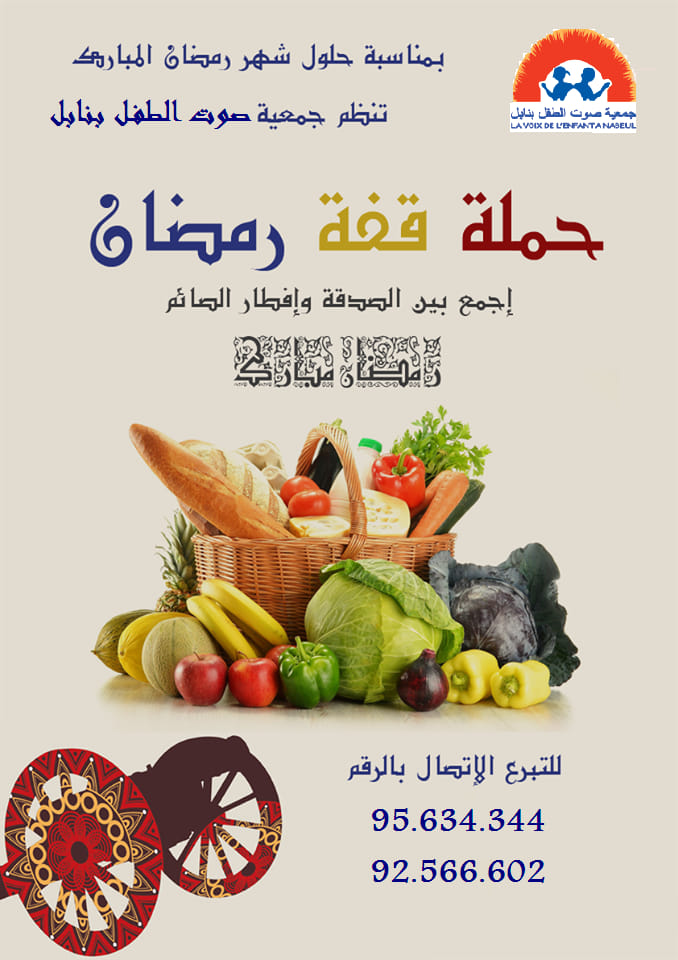 بمناسبة حلول شهر رمضان المبارك
تنظم جمعية صوت الطفل بنابل
جمعية صوت الطفل بنابل
LA VOIX DE L'ENFANT A NABEUL
حملة قفة رمضان
إجمع بين الصدقة وإفطار الصائم
رمضان مبارك
للتبرع الإتصال بالرقم
95.634.344
92.566.602